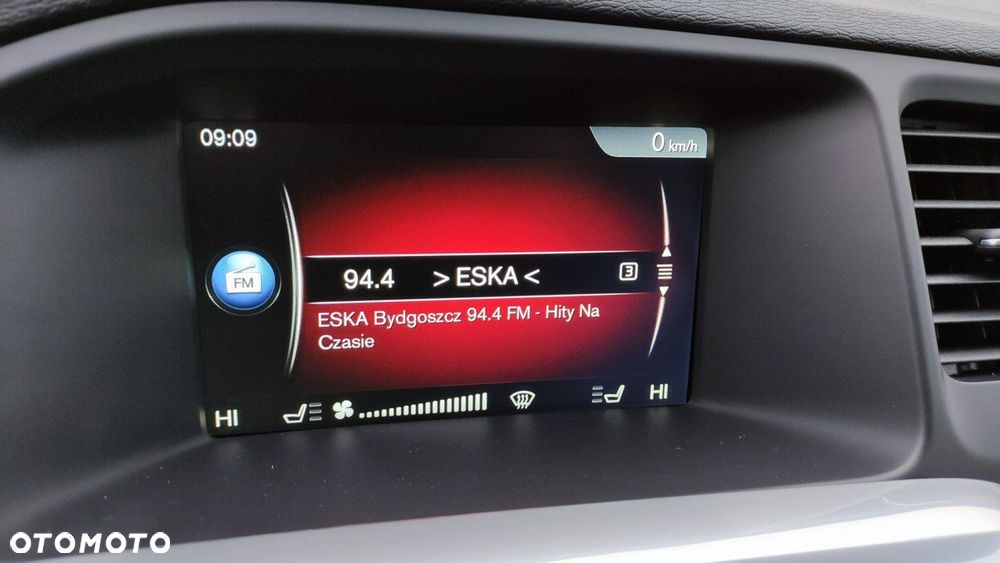 09:09
0 km/h
FM
94.4 > ESKA < 3
ESKA Bydgoszcz 94.4 FM - Hity Na
Czasie
HI HI
OTOMOTO